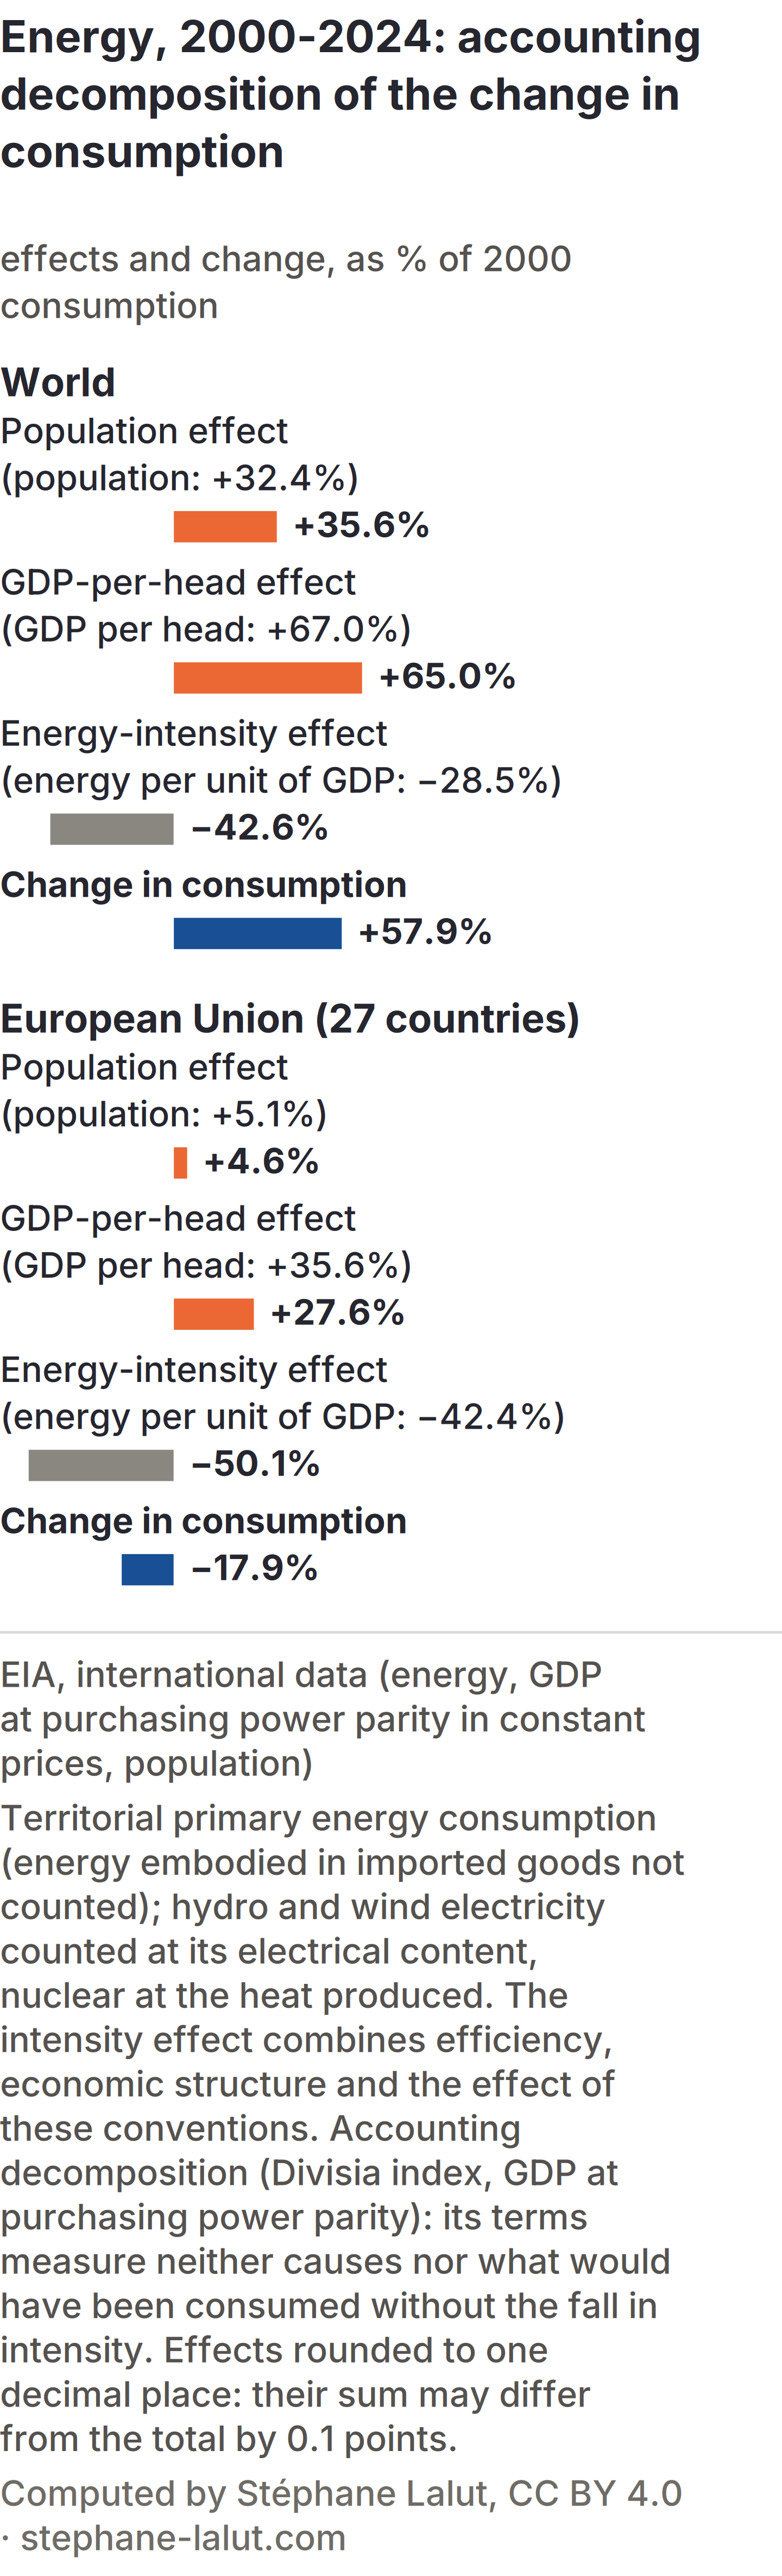 Energy, 2000-2024: accounting
decomposition of the change in
consumption
effects and change, as % of 2000
consumption
World
Population effect
(population: +32.4%)
+35.6%
GDP-per-head effect
(GDP per head: +67.0%)
+65.0%
Energy-intensity effect
(energy per unit of GDP: −28.5%)
−42.6%
Change in consumption
+57.9%
European Union (27 countries)
Population effect
(population: +5.1%)
+4.6%
GDP-per-head effect
(GDP per head: +35.6%)
+27.6%
Energy-intensity effect
(energy per unit of GDP: −42.4%)
−50.1%
Change in consumption
−17.9%
EIA, international data (energy, GDP
at purchasing power parity in constant
prices, population)
Territorial primary energy consumption
(energy embodied in imported goods not
counted); hydro and wind electricity
counted at its electrical content,
nuclear at the heat produced. The
intensity effect combines efficiency,
economic structure and the effect of
these conventions. Accounting
decomposition (Divisia index, GDP at
purchasing power parity): its terms
measure neither causes nor what would
have been consumed without the fall in
intensity. Effects rounded to one
decimal place: their sum may differ
from the total by 0.1 points.
Computed by Stéphane Lalut, CC BY 4.0
· stephane-lalut.com